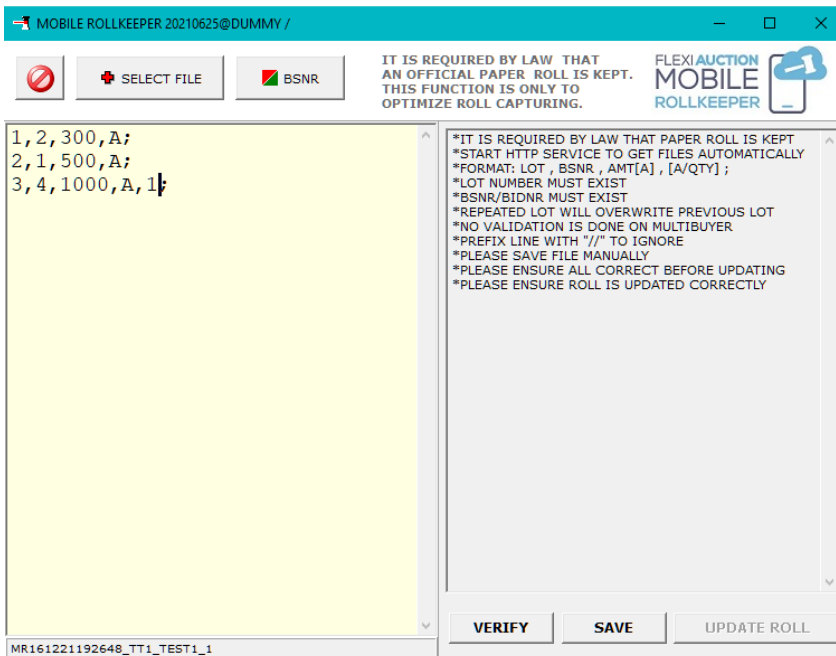 MOBILE ROLLKEEPER 20210625@DUMMY /
SELECT FILE
BSNR
IT IS REQUIRED BY LAW THAT
AN OFFICIAL PAPER ROLL IS KEPT.
THIS FUNCTION IS ONLY TO
OPTIMIZE ROLL CAPTURING.
FLEXIAUCTION
MOBILE
ROLLKEEPER
1,2,300,A;
2,1,500,A;
3,4,1000,A,1;
*IT IS REQUIRED BY LAW THAT PAPER ROLL IS KEPT
*START HTTP SERVICE TO GET FILES AUTOMATICALLY
*FORMAT: LOT , BSNR , AMT[A] , [A/QTY] ;
*LOT NUMBER MUST EXIST
*BSNR/BIDNR MUST EXIST
*REPEATED LOT WILL OVERWRITE PREVIOUS LOT
*NO VALIDATION IS DONE ON MULTIBUYER
*PREFIX LINE WITH "//" TO IGNORE
*PLEASE SAVE FILE MANUALLY
*PLEASE ENSURE ALL CORRECT BEFORE UPDATING
*PLEASE ENSURE ROLL IS UPDATED CORRECTLY
VERIFY
SAVE
UPDATE ROLL
MR161221192648_TT1_TEST1_1